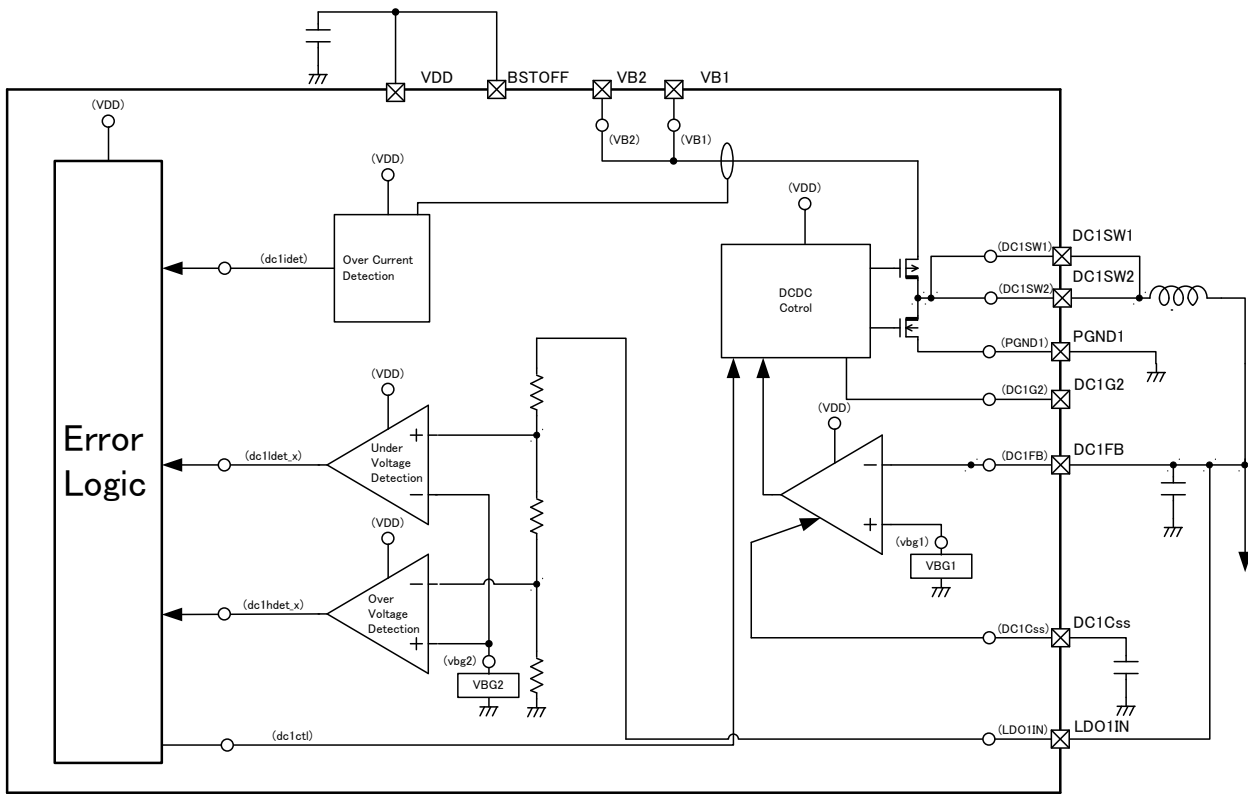 VDD
BSTOFF
VB2
VB1
(VDD)
(VB2)
(VB1)
(VDD)
(VDD)
DC1SW1
(DC1SW1)
(dc1idet)
Over Current
Detection
DCDC
Cotrol
DC1SW2
(DC1SW2)
PGND1
(PGND1)
(VDD)
DC1G2
(DC1G2)
(VDD)
Error
Logic
(dc1ldet_x)
+
Under
Voltage
Detection
−
DC1FB
(DC1FB)
−
+
(vbg1)
VBG1
(VDD)
(dc1hdet_x)
−
Over
Voltage
Detection
+
(vbg2)
VBG2
DC1Css
(DC1Css)
(dc1ctl)
(LDO1IN)
LDO1IN